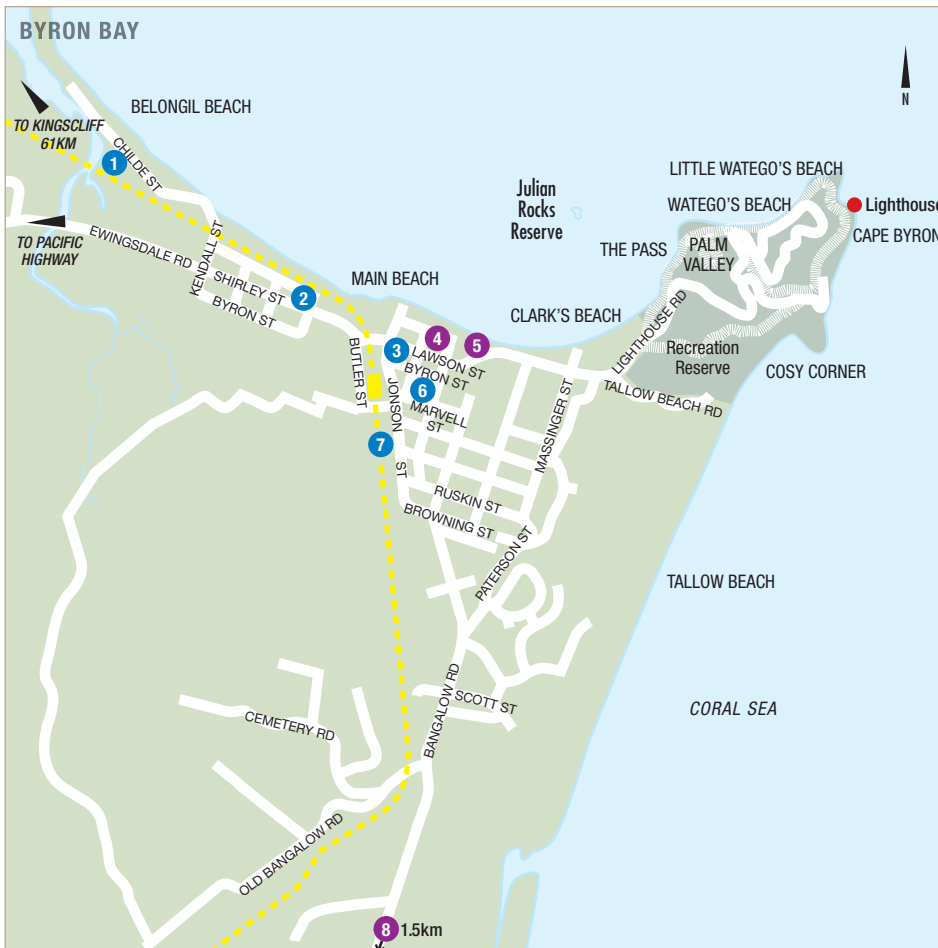 BYRON BAY
N
BELONGIL BEACH
TO KINGSCLIFF
61KM
1
CHILDE ST
LITTLE WATEGO'S BEACH
Julian
Rocks
Reserve
WATEGO'S BEACH
Lighthouse
TO PACIFIC
HIGHWAY
EWINGSDALE RD
KENDALL ST
THE PASS
PALM
VALLEY
CAPE BYRON
SHIRLEY ST
2
BYRON ST
MAIN BEACH
CLARK'S BEACH
LIGHTHOUSE RD
3
4
5
LAWSON ST
BYRON ST
BUTLER ST
JONSON
ST
6
MARVELL
ST
Recreation
Reserve
COSY CORNER
TALLOW BEACH RD
MASSINGER ST
7
RUSKIN ST
BROWNING ST
PATERSON ST
TALLOW BEACH
SCOTT ST
BANGALOW RD
CORAL SEA
CEMETERY RD
OLD BANGALOW RD
8 1.5km